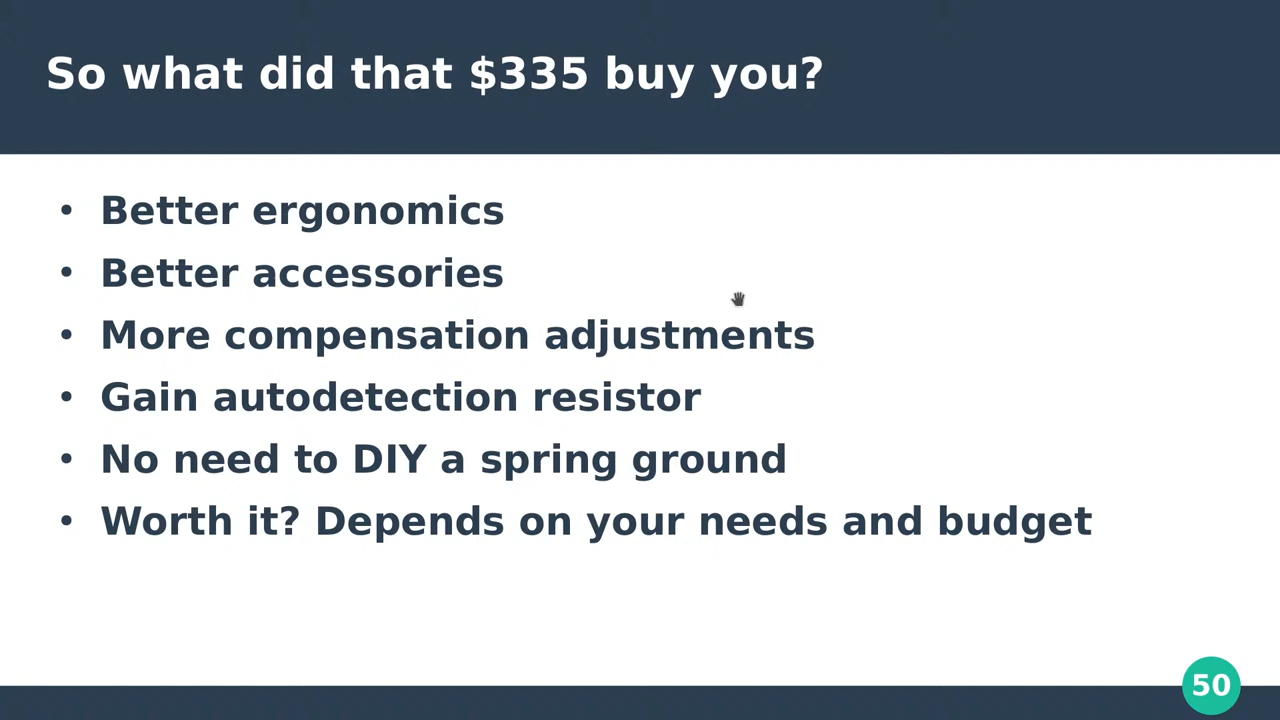 So what did that $335 buy you?
• Better ergonomics
• Better accessories
• More compensation adjustments
• Gain autodetection resistor
• No need to DIY a spring ground
• Worth it? Depends on your needs and budget
50